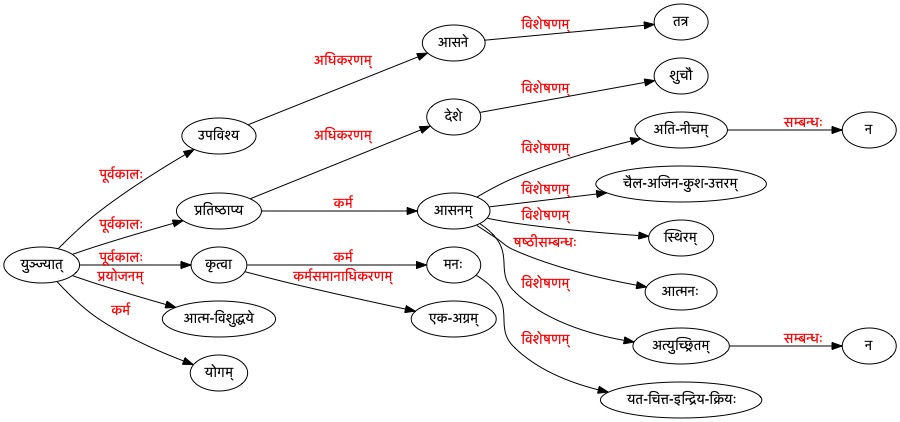 तत्र
विशेषणम्
आसने
अधिकरणम्
शुचौ
विशेषणम्
देशे
सम्बन्धः
अति-नीचम्
न
उपविश्य
अधिकरणम्
विशेषणम्
पूर्वकालः
चैल-अजिन-कुश-उत्तरम्
विशेषणम्
प्रतिष्ठाप्य
कर्म
आसनम्
विशेषणम्
पूर्वकालः
स्थिरम्
षष्ठीसम्बन्धः
युञ्ज्यात्
पूर्वकालः
कृत्वा
कर्म
मनः
प्रयोजनम्
कर्मसमानाधिकरणम्
विशेषणम्
आत्मनः
कर्म
आत्म-विशुद्धये
एक-अग्रम्
विशेषणम्
अत्युच्छ्रितम्
सम्बन्धः
न
योगम्
यत-चित्त-इन्द्रिय-क्रियः